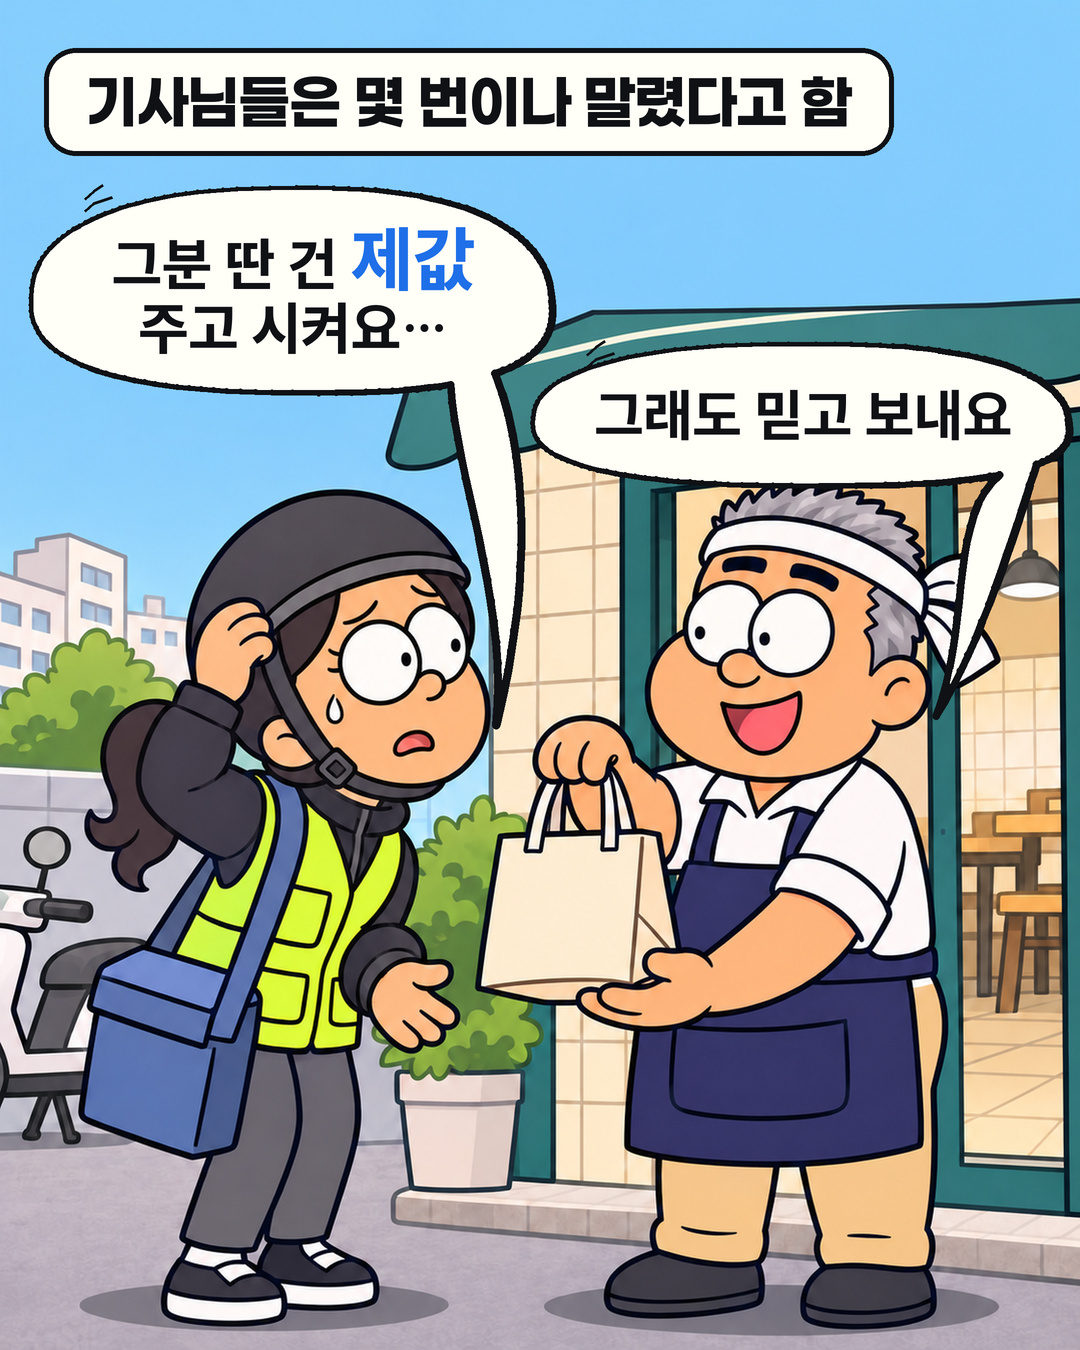 기사님들은 몇 번이나 말렸다고 함
그분 딴 건 제값
주고 시켜요…
그래도 믿고 보내요